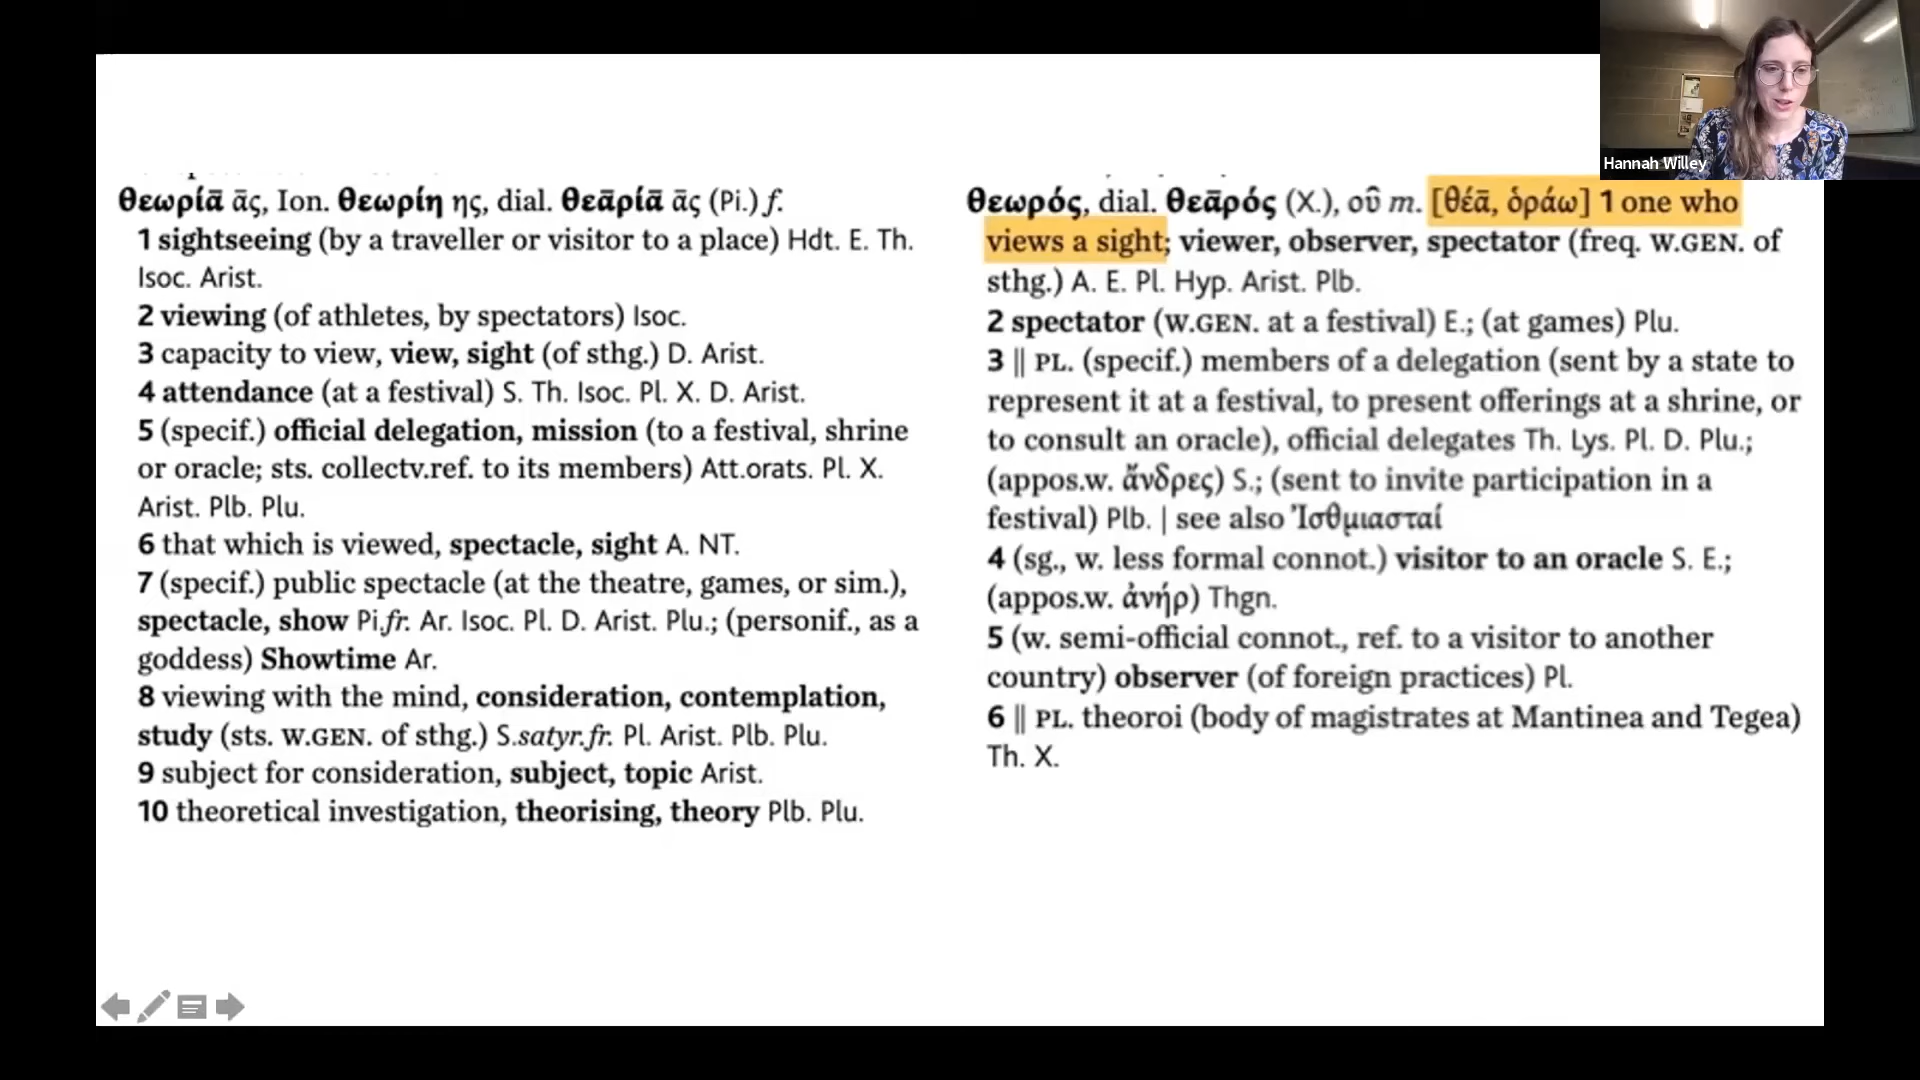 Hannah Willey
θεωρίᾱ ᾱς, Ion. θεωρίη ης, dial. θεᾱρίᾱ ᾱς (Pi.) f.
1 sightseeing (by a traveller or visitor to a place) Hdt. E. Th.
Isoc. Arist.
2 viewing (of athletes, by spectators) Isoc.
3 capacity to view, view, sight (of sthg.) D. Arist.
4 attendance (at a festival) S. Th. Isoc. Pl. X. D. Arist.
5 (specif.) official delegation, mission (to a festival, shrine
or oracle; sts. collectv.ref. to its members) Att.orats. Pl. X.
Arist. Plb. Plu.
6 that which is viewed, spectacle, sight A. NT.
7 (specif.) public spectacle (at the theatre, games, or sim.),
spectacle, show Pi.fr. Ar. Isoc. Pl. D. Arist. Plu.; (personif., as a
goddess) Showtime Ar.
8 viewing with the mind, consideration, contemplation,
study (sts. W.GEN. of sthg.) S.satyr.fr. Pl. Arist. Plb. Plu.
9 subject for consideration, subject, topic Arist.
10 theoretical investigation, theorising, theory Plb. Plu.
θεωρός, dial. θεᾱρός (X.), οῦ m. [θέᾱ, ὁράω] 1 one who
views a sight; viewer, observer, spectator (freq. W.GEN. of
sthg.) A. E. Pl. Hyp. Arist. Plb.
2 spectator (W.GEN. at a festival) E.; (at games) Plu.
3 || PL. (specif.) members of a delegation (sent by a state to
represent it at a festival, to present offerings at a shrine, or
to consult an oracle), official delegates Th. Lys. Pl. D. Plu.;
(appos.w. ἄνδρες) S.; (sent to invite participation in a
festival) Plb. | see also Ἰσθμιασταί
4 (sg., w. less formal connot.) visitor to an oracle S. E.;
(appos.w. ἀνήρ) Thgn.
5 (w. semi-official connot., ref. to a visitor to another
country) observer (of foreign practices) Pl.
6 || PL. theoroi (body of magistrates at Mantinea and Tegea)
Th. X.